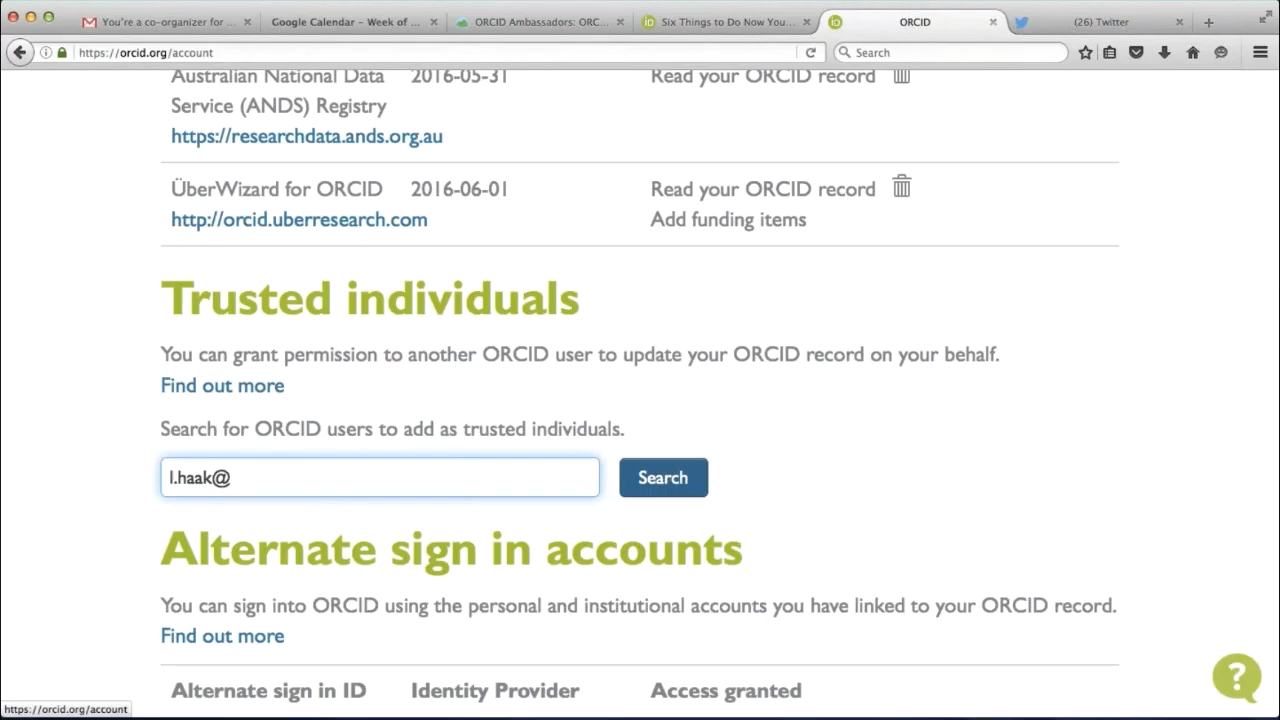 You're a co-organizer for ...
Google Calendar - Week of ...
ORCID Ambassadors: ORC...
Six Things to Do Now You...
ORCID
(26) Twitter
https://orcid.org/account
Search
Australian National Data 2016-05-31 Read your ORCID record
Service (ANDS) Registry
https://researchdata.ands.org.au
ÜberWizard for ORCID 2016-06-01 Read your ORCID record
http://orcid.uberresearch.com Add funding items
Trusted individuals
You can grant permission to another ORCID user to update your ORCID record on your behalf.
Find out more
Search for ORCID users to add as trusted individuals.
l.haak@ Search
Alternate sign in accounts
You can sign into ORCID using the personal and institutional accounts you have linked to your ORCID record.
Find out more
Alternate sign in ID Identity Provider Access granted
?
https://orcid.org/account